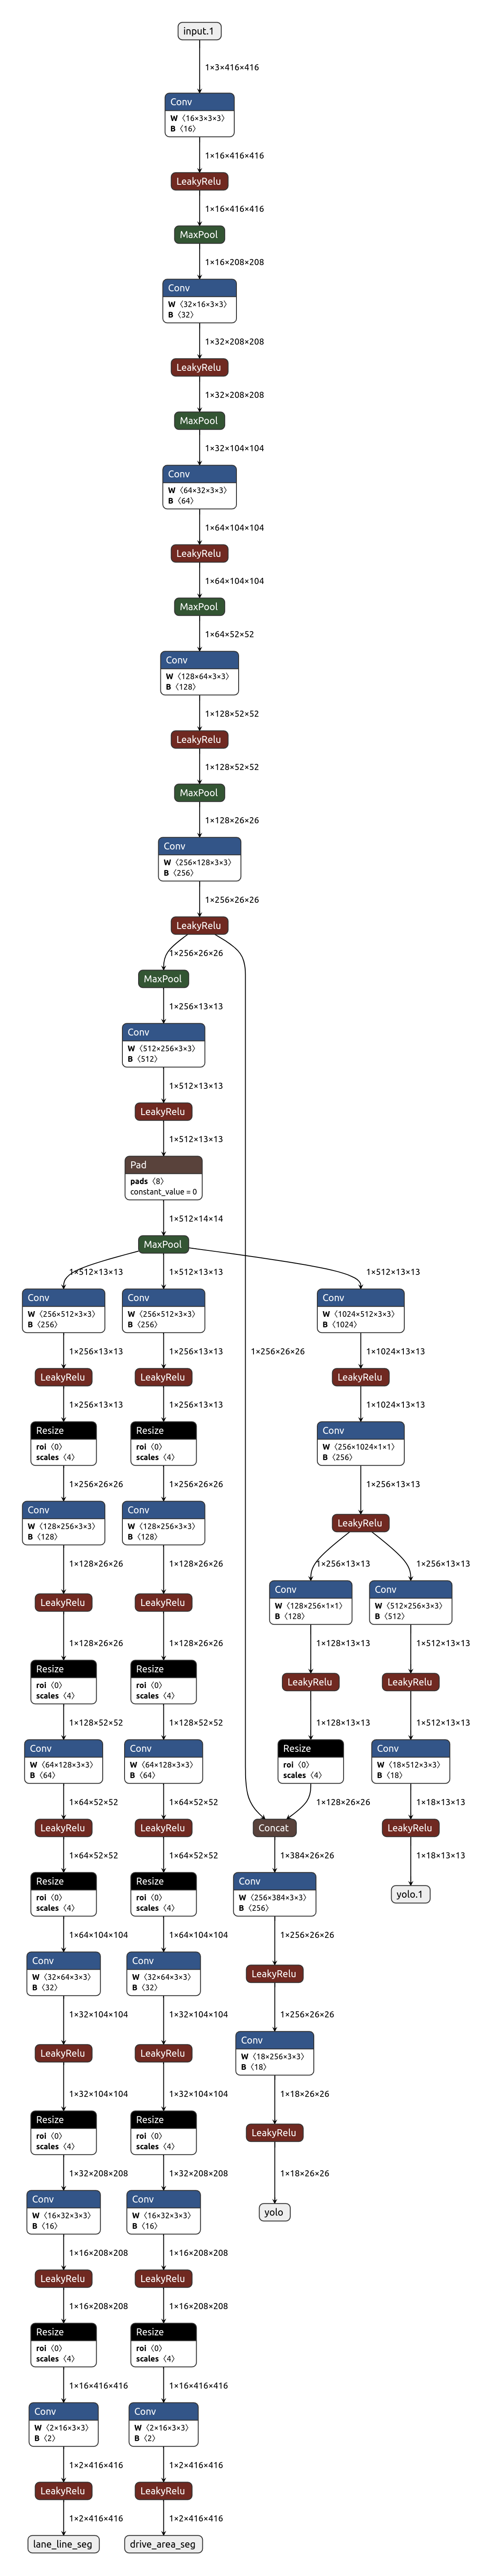 input.1
1×3×416×416
Conv
W ⟨16×3×3×3⟩
B ⟨16⟩
1×16×416×416
LeakyRelu
1×16×416×416
MaxPool
1×16×208×208
Conv
W ⟨32×16×3×3⟩
B ⟨32⟩
1×32×208×208
LeakyRelu
1×32×208×208
MaxPool
1×32×104×104
Conv
W ⟨64×32×3×3⟩
B ⟨64⟩
1×64×104×104
LeakyRelu
1×64×104×104
MaxPool
1×64×52×52
Conv
W ⟨128×64×3×3⟩
B ⟨128⟩
1×128×52×52
LeakyRelu
1×128×52×52
MaxPool
1×128×26×26
Conv
W ⟨256×128×3×3⟩
B ⟨256⟩
1×256×26×26
LeakyRelu
1×256×26×26
MaxPool
1×256×13×13
Conv
W ⟨512×256×3×3⟩
B ⟨512⟩
1×512×13×13
LeakyRelu
1×512×13×13
Pad
pads ⟨8⟩
constant_value = 0
1×512×14×14
MaxPool
1×512×13×13 1×512×13×13 1×512×13×13
Conv Conv Conv
W ⟨256×512×3×3⟩ W ⟨256×512×3×3⟩ W ⟨1024×512×3×3⟩
B ⟨256⟩ B ⟨256⟩ B ⟨1024⟩
1×256×13×13 1×256×13×13 1×256×26×26 1×1024×13×13
LeakyRelu LeakyRelu LeakyRelu
1×256×13×13 1×256×13×13 1×1024×13×13
Resize Resize Conv
roi ⟨0⟩ roi ⟨0⟩ W ⟨256×1024×1×1⟩
scales ⟨4⟩ scales ⟨4⟩ B ⟨256⟩
1×256×26×26 1×256×26×26 1×256×13×13
Conv Conv LeakyRelu
W ⟨128×256×3×3⟩ W ⟨128×256×3×3⟩
B ⟨128⟩ B ⟨128⟩
1×128×26×26 1×128×26×26 1×256×13×13 1×256×13×13
LeakyRelu LeakyRelu Conv Conv
W ⟨128×256×1×1⟩ W ⟨512×256×3×3⟩
B ⟨128⟩ B ⟨512⟩
1×128×26×26 1×128×26×26 1×128×13×13 1×512×13×13
Resize Resize LeakyRelu LeakyRelu
roi ⟨0⟩ roi ⟨0⟩
scales ⟨4⟩ scales ⟨4⟩
1×128×52×52 1×128×52×52 1×128×13×13 1×512×13×13
Conv Conv Resize Conv
W ⟨64×128×3×3⟩ W ⟨64×128×3×3⟩ roi ⟨0⟩ W ⟨18×512×3×3⟩
B ⟨64⟩ B ⟨64⟩ scales ⟨4⟩ B ⟨18⟩
1×64×52×52 1×64×52×52 1×128×26×26 1×18×13×13
LeakyRelu LeakyRelu Concat LeakyRelu
1×64×52×52 1×64×52×52 1×384×26×26 1×18×13×13
Resize Resize Conv yolo.1
roi ⟨0⟩ roi ⟨0⟩ W ⟨256×384×3×3⟩
scales ⟨4⟩ scales ⟨4⟩ B ⟨256⟩
1×64×104×104 1×64×104×104 1×256×26×26
Conv Conv LeakyRelu
W ⟨32×64×3×3⟩ W ⟨32×64×3×3⟩
B ⟨32⟩ B ⟨32⟩
1×32×104×104 1×32×104×104 1×256×26×26
LeakyRelu LeakyRelu Conv
W ⟨18×256×3×3⟩
B ⟨18⟩
1×32×104×104 1×32×104×104 1×18×26×26
Resize Resize LeakyRelu
roi ⟨0⟩ roi ⟨0⟩
scales ⟨4⟩ scales ⟨4⟩
1×32×208×208 1×32×208×208 1×18×26×26
Conv Conv yolo
W ⟨16×32×3×3⟩ W ⟨16×32×3×3⟩
B ⟨16⟩ B ⟨16⟩
1×16×208×208 1×16×208×208
LeakyRelu LeakyRelu
1×16×208×208 1×16×208×208
Resize Resize
roi ⟨0⟩ roi ⟨0⟩
scales ⟨4⟩ scales ⟨4⟩
1×16×416×416 1×16×416×416
Conv Conv
W ⟨2×16×3×3⟩ W ⟨2×16×3×3⟩
B ⟨2⟩ B ⟨2⟩
1×2×416×416 1×2×416×416
LeakyRelu LeakyRelu
1×2×416×416 1×2×416×416
lane_line_seg drive_area_seg